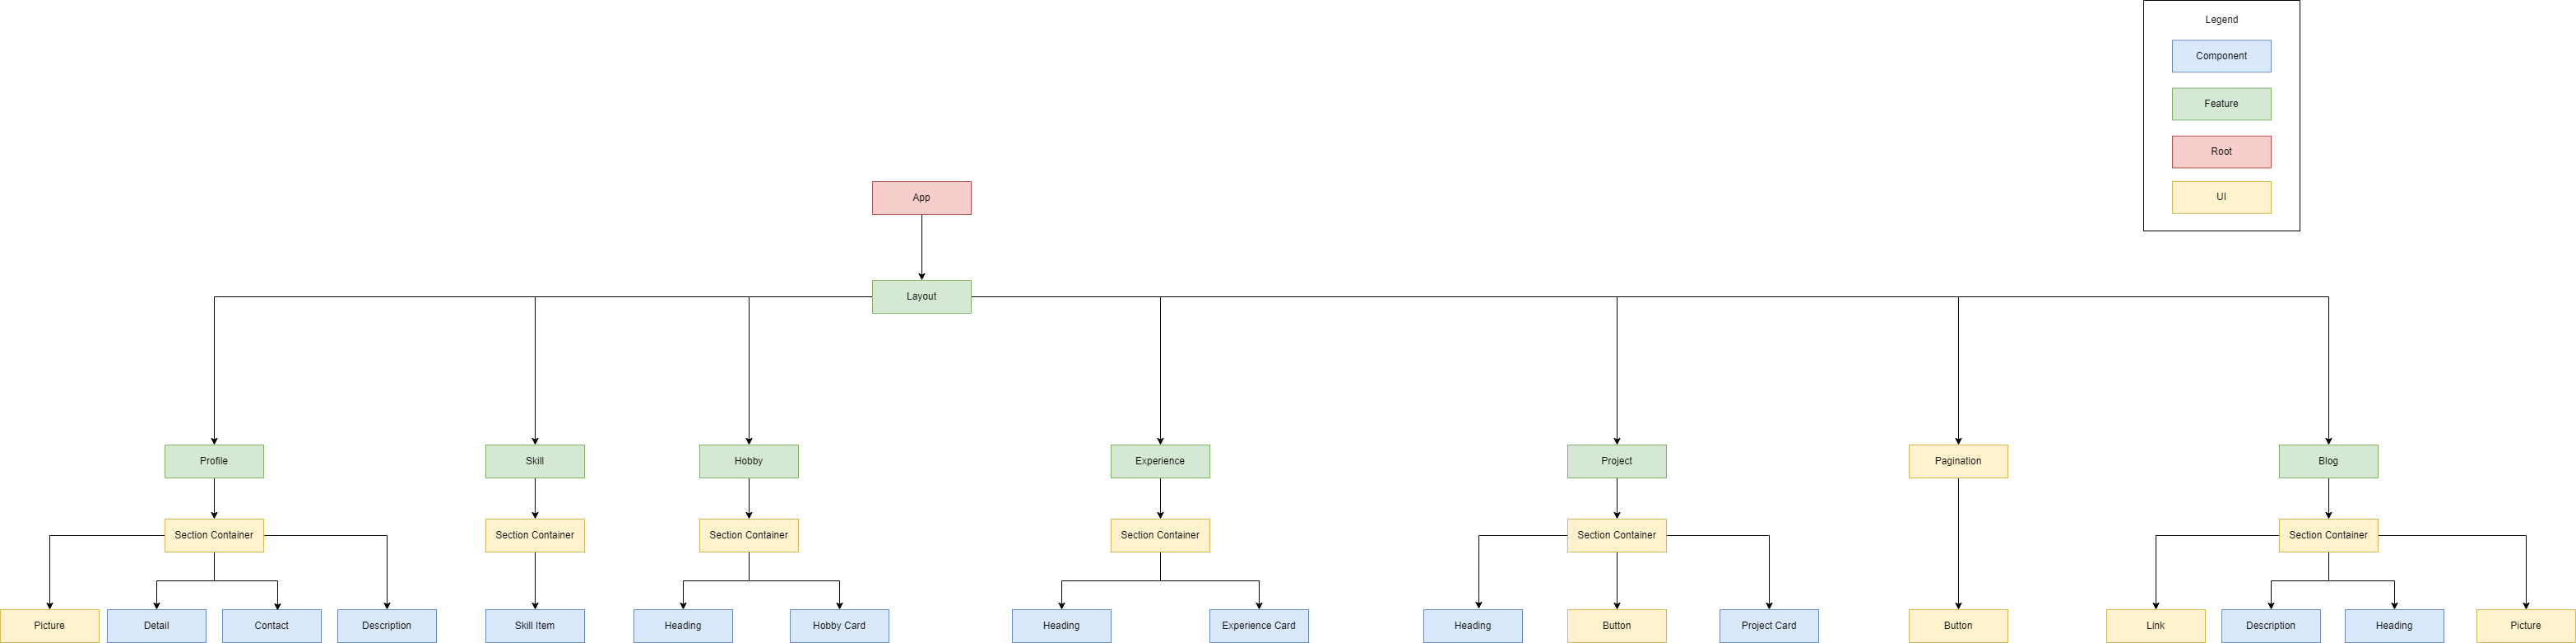 Legend
Component
Feature
Root
UI
App
Layout
Profile
Skill
Hobby
Experience
Project
Pagination
Blog
Section Container
Section Container
Section Container
Section Container
Section Container
Section Container
Picture
Detail
Contact
Description
Skill Item
Heading
Hobby Card
Heading
Experience Card
Heading
Button
Project Card
Button
Link
Description
Heading
Picture